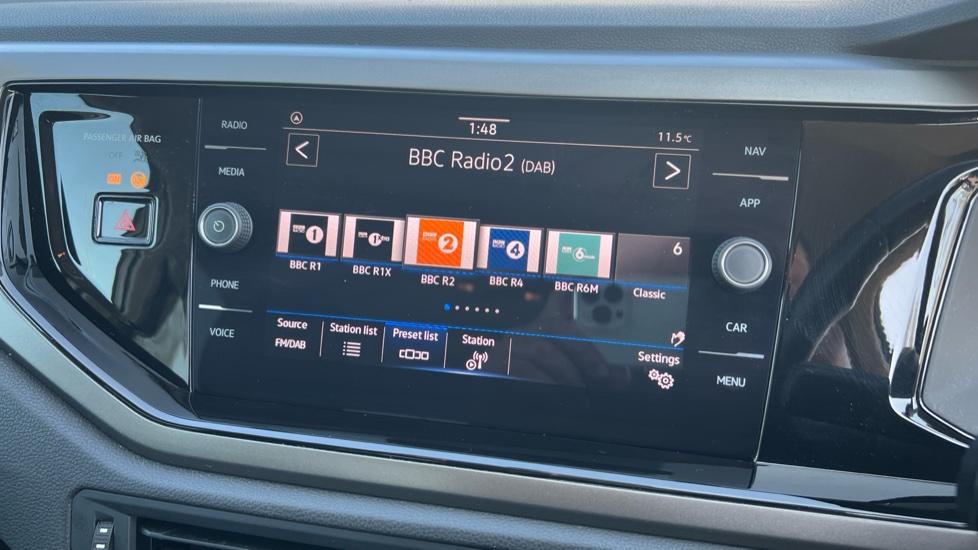 PASSENGER AIR BAG
OFF
ON
RADIO
MEDIA
PHONE
VOICE
1:48
11.5°C
<
BBC Radio2 (DAB)
>
BBC R1
BBC R1X
BBC R2
BBC R4
BBC R6M
6
Classic
Source
FM/DAB
Station list
Preset list
Station
Settings
NAV
APP
CAR
MENU